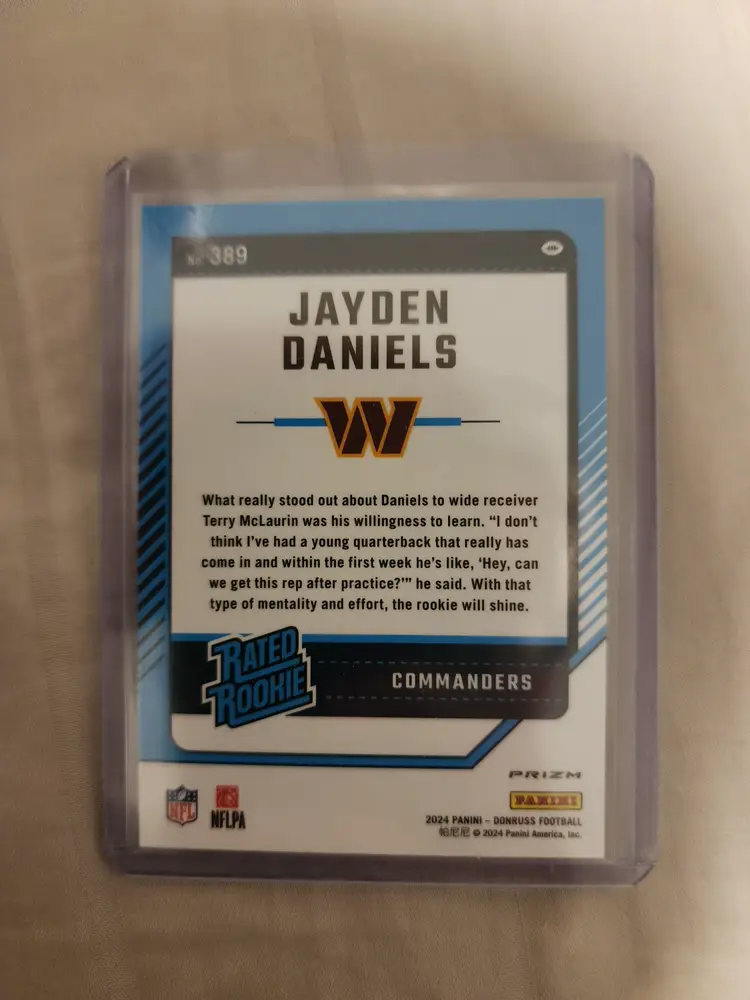 No. 389
JAYDEN
DANIELS
W
What really stood out about Daniels to wide receiver
Terry McLaurin was his willingness to learn. “I don’t
think I’ve had a young quarterback that really has
come in and within the first week he’s like, ‘Hey, can
we get this rep after practice?’” he said. With that
type of mentality and effort, the rookie will shine.
RATED
ROOKIE
COMMANDERS
PRIZM
PANINI
NFL
NFLPA
2024 PANINI – DONRUSS FOOTBALL
帕尼尼 © 2024 Panini America, Inc.